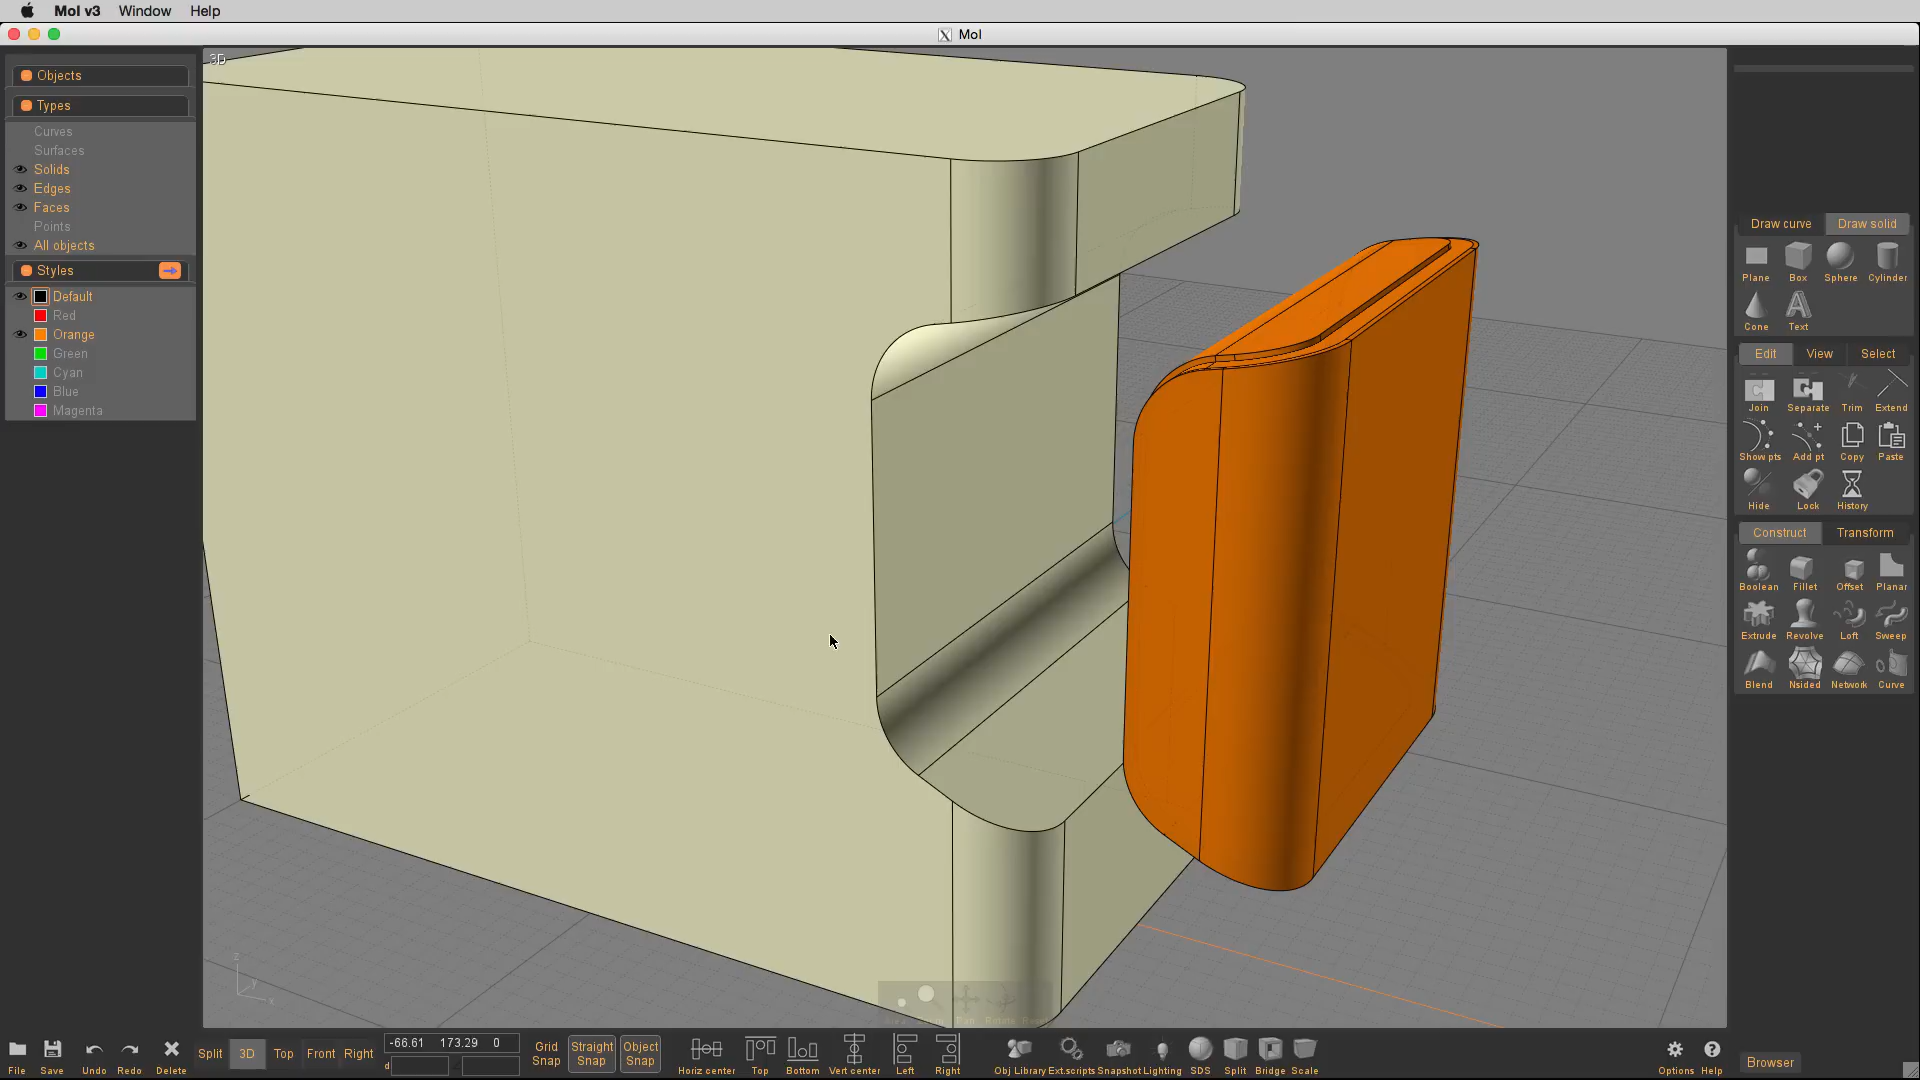 MoI v3 Window Help
MoI
3D
Objects
Types
Curves
Surfaces
Solids
Edges
Faces
Points
All objects
Styles
Default
Red
Orange
Green
Cyan
Blue
Magenta
Draw curve Draw solid
Plane Box Sphere Cylinder
Cone Text
Edit View Select
Join Separate Trim Extend
Show pts Add pt Copy Paste
Hide Lock History
Construct Transform
Boolean Fillet Offset Planar
Extrude Revolve Loft Sweep
Blend Nsided Network Curve
z
y
x
Pan Rotate
File Save Undo Redo Delete
Split 3D Top Front Right
-66.61 173.29 0
d
Grid Snap
Straight Snap
Object Snap
Horiz center Top Bottom Vert center Left Right
Obj Library Ext.scripts Snapshot Lighting SDS Split Bridge Scale
Options Help
Browser